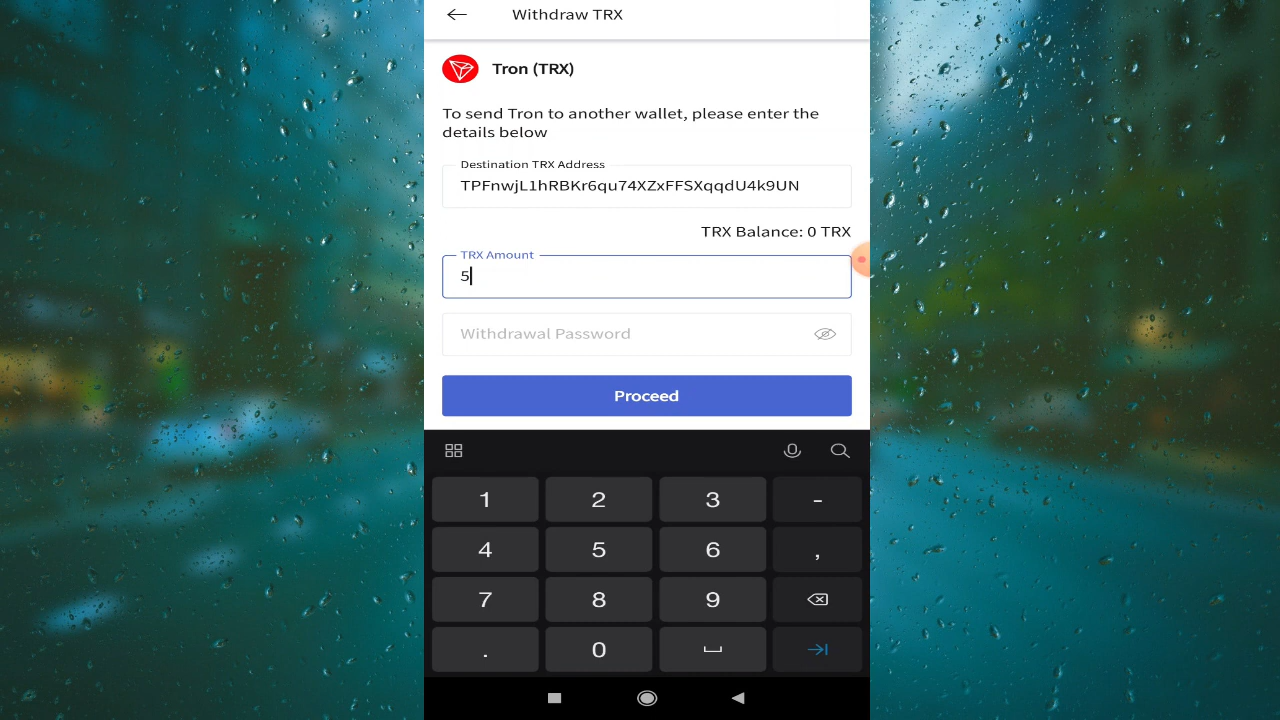 Withdraw TRX
Tron (TRX)
To send Tron to another wallet, please enter the
details below
Destination TRX Address
TPFnwjL1hRBKr6qu74XZxFFSXqqdU4k9UN
TRX Balance: 0 TRX
TRX Amount
5
Withdrawal Password
Proceed
1 2 3 -
4 5 6 ,
7 8 9
. 0